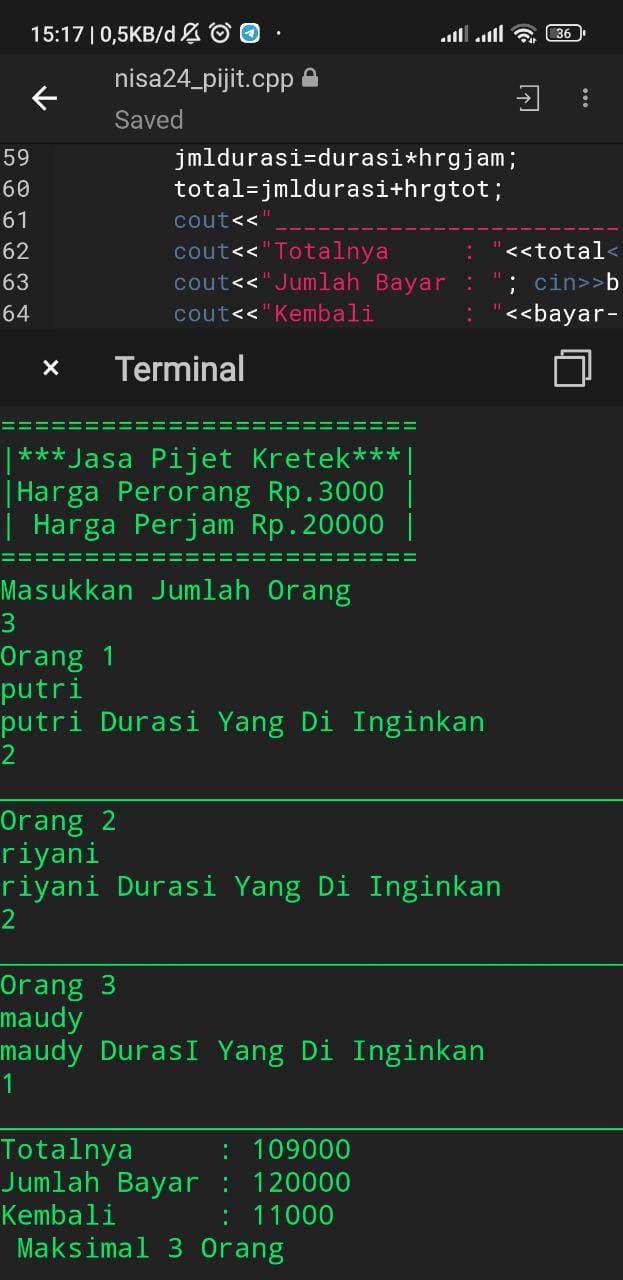 15:17 | 0,5KB/d
36
nisa24_pijit.cpp
Saved
59 jmldurasi=durasi*hrgjam;
60 total=jmldurasi+hrgtot;
61 cout<<"________________________
62 cout<<"Totalnya : "<<total<
63 cout<<"Jumlah Bayar : "; cin>>b
64 cout<<"Kembali : "<<bayar-
× Terminal
=========================
|***Jasa Pijet Kretek***|
|Harga Perorang Rp.3000 |
| Harga Perjam Rp.20000 |
=========================
Masukkan Jumlah Orang
3
Orang 1
putri
putri Durasi Yang Di Inginkan
2
Orang 2
riyani
riyani Durasi Yang Di Inginkan
2
Orang 3
maudy
maudy DurasI Yang Di Inginkan
1
Totalnya : 109000
Jumlah Bayar : 120000
Kembali : 11000
Maksimal 3 Orang